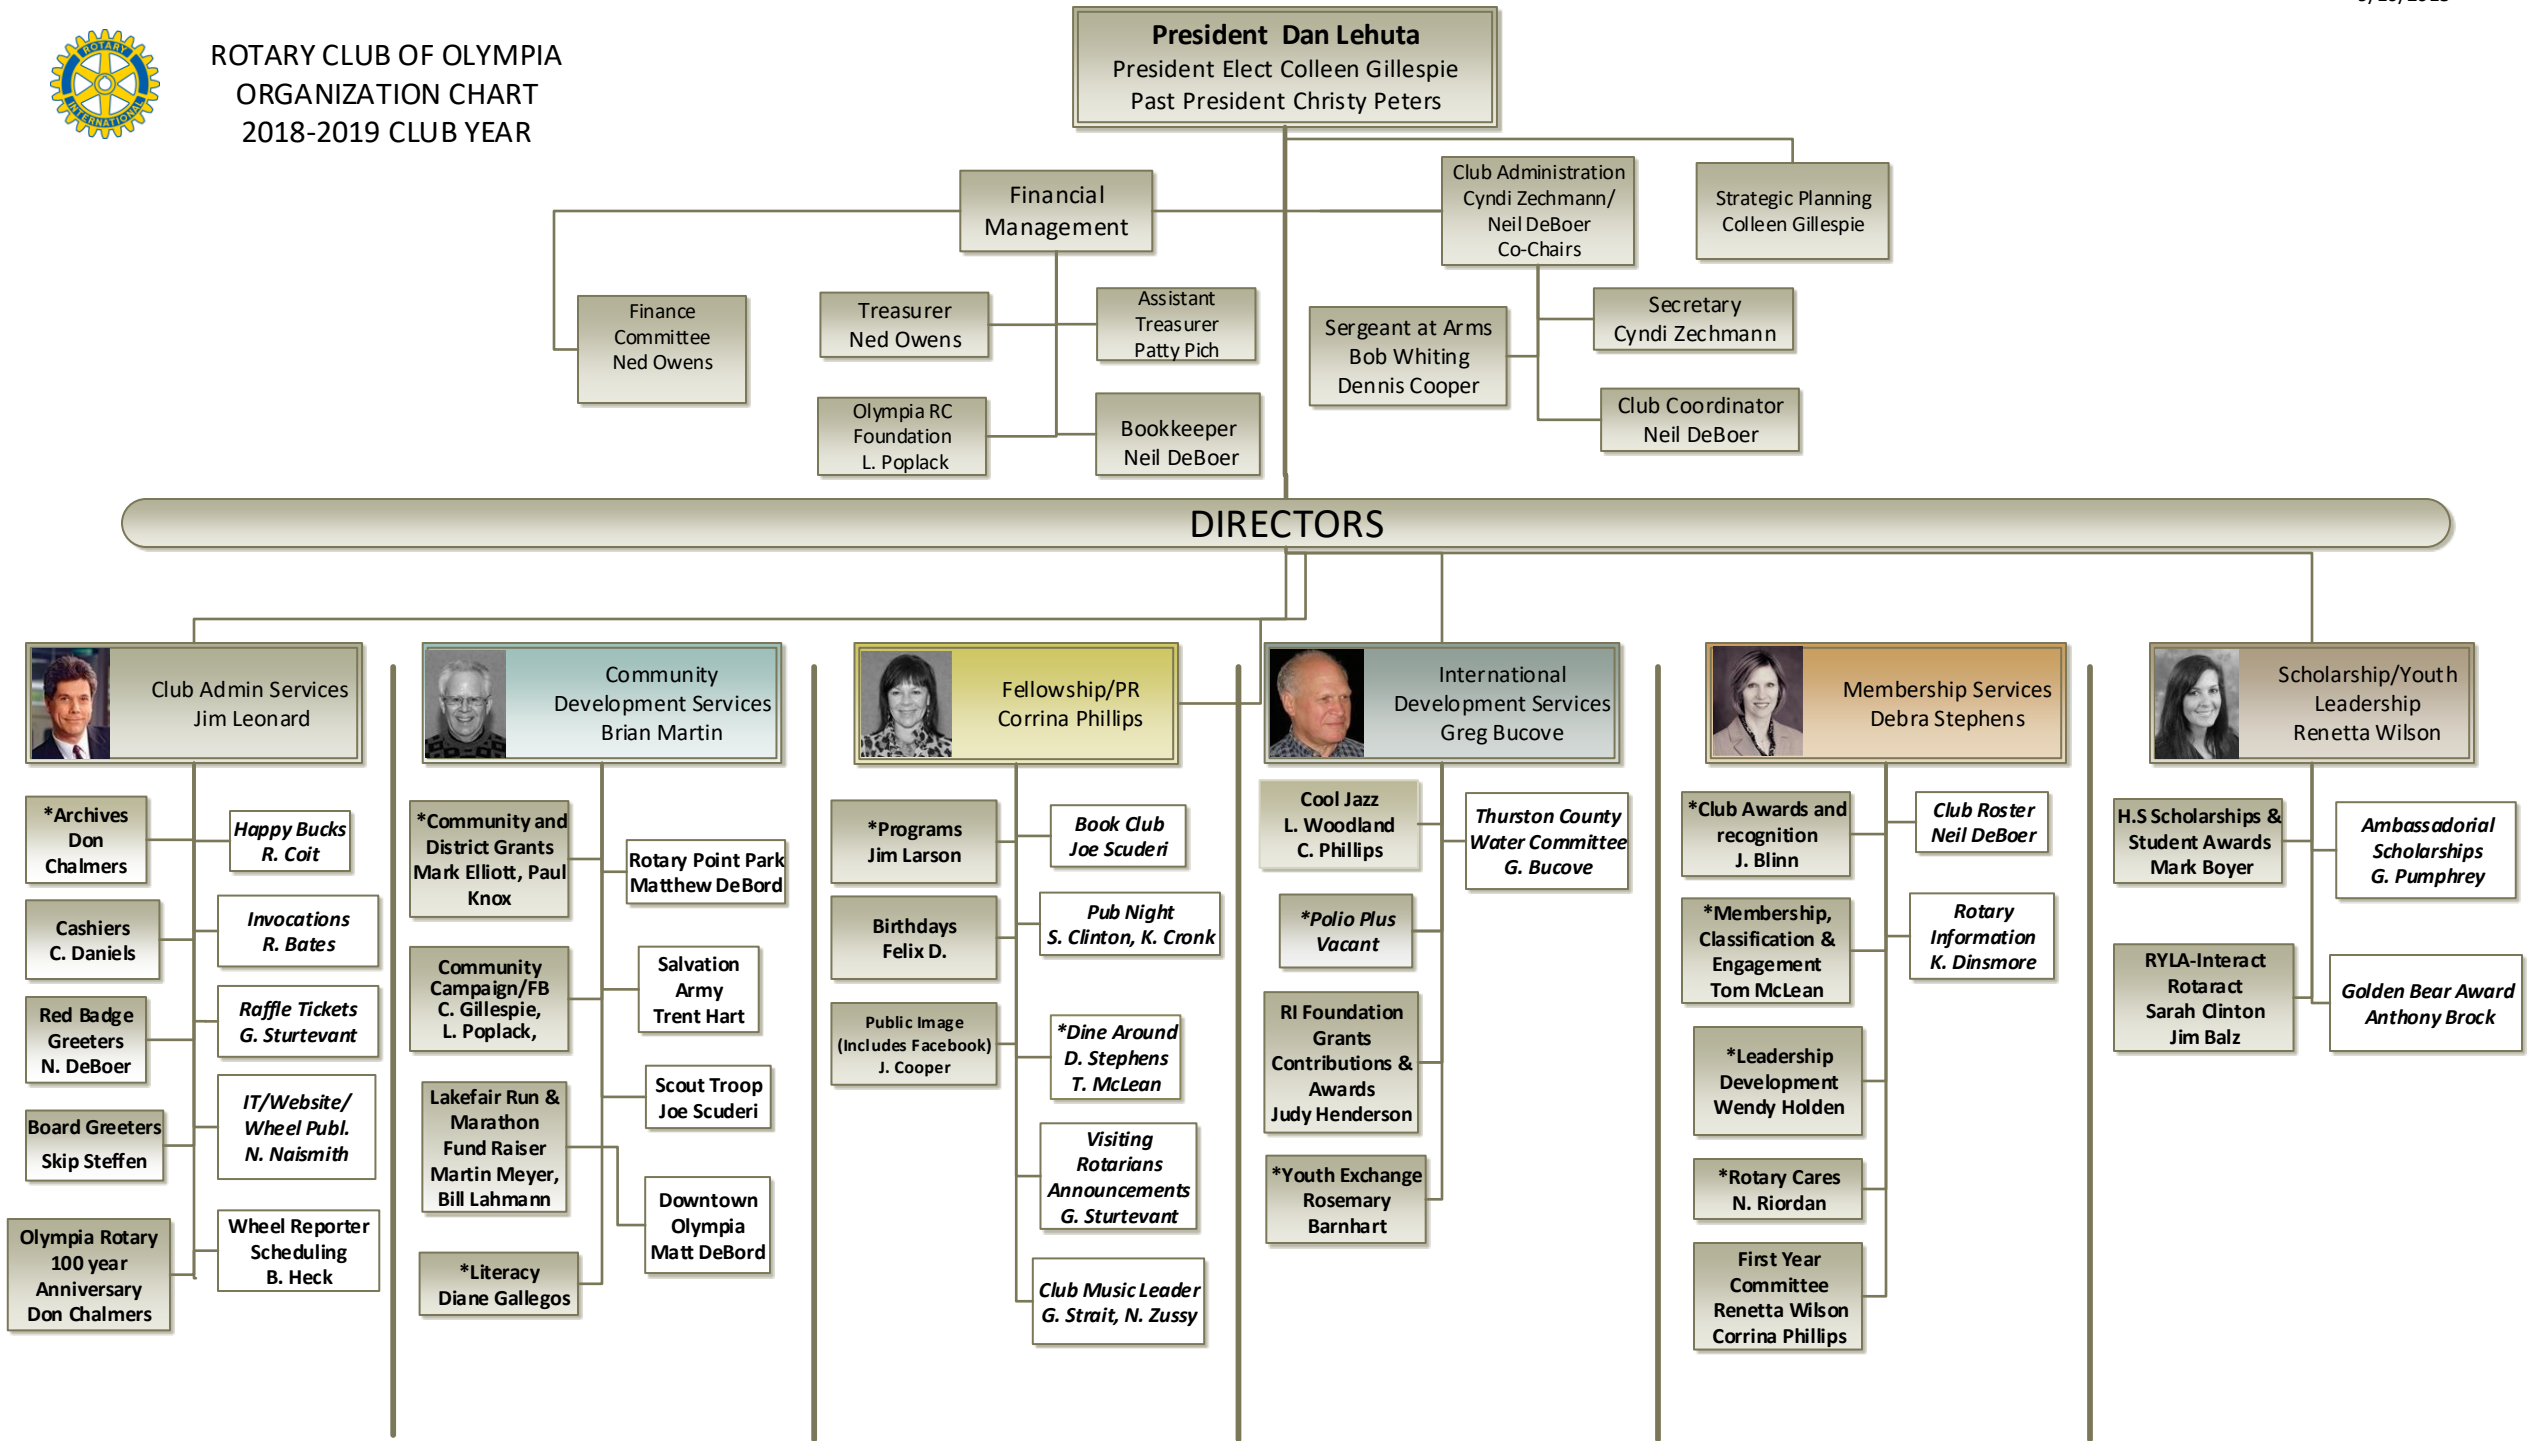 ROTARY
INTERNATIONAL
ROTARY CLUB OF OLYMPIA
ORGANIZATION CHART
2018-2019 CLUB YEAR
President Dan Lehuta
President Elect Colleen Gillespie
Past President Christy Peters
Financial
Management
Club Administration
Cyndi Zechmann/
Neil DeBoer
Co-Chairs
Strategic Planning
Colleen Gillespie
Finance
Committee
Ned Owens
Treasurer
Ned Owens
Assistant
Treasurer
Patty Pich
Olympia RC
Foundation
L. Poplack
Bookkeeper
Neil DeBoer
Sergeant at Arms
Bob Whiting
Dennis Cooper
Secretary
Cyndi Zechmann
Club Coordinator
Neil DeBoer
DIRECTORS
Club Admin Services
Jim Leonard
*Archives
Don
Chalmers
Happy Bucks
R. Coit
Cashiers
C. Daniels
Invocations
R. Bates
Red Badge
Greeters
N. DeBoer
Raffle Tickets
G. Sturtevant
Board Greeters
Skip Steffen
IT/Website/
Wheel Publ.
N. Naismith
Olympia Rotary
100 year
Anniversary
Don Chalmers
Wheel Reporter
Scheduling
B. Heck
Community
Development Services
Brian Martin
*Community and
District Grants
Mark Elliott, Paul
Knox
Rotary Point Park
Matthew DeBord
Community
Campaign/FB
C. Gillespie,
L. Poplack,
Salvation
Army
Trent Hart
Lakefair Run &
Marathon
Fund Raiser
Martin Meyer,
Bill Lahmann
Scout Troop
Joe Scuderi
Downtown
Olympia
Matt DeBord
*Literacy
Diane Gallegos
Fellowship/PR
Corrina Phillips
*Programs
Jim Larson
Book Club
Joe Scuderi
Birthdays
Felix D.
Pub Night
S. Clinton, K. Cronk
Public Image
(Includes Facebook)
J. Cooper
*Dine Around
D. Stephens
T. McLean
Visiting
Rotarians
Announcements
G. Sturtevant
Club Music Leader
G. Strait, N. Zussy
International
Development Services
Greg Bucove
Cool Jazz
L. Woodland
C. Phillips
Thurston County
Water Committee
G. Bucove
*Polio Plus
Vacant
RI Foundation
Grants
Contributions &
Awards
Judy Henderson
*Youth Exchange
Rosemary
Barnhart
Membership Services
Debra Stephens
*Club Awards and
recognition
J. Blinn
Club Roster
Neil DeBoer
*Membership,
Classification &
Engagement
Tom McLean
Rotary
Information
K. Dinsmore
*Leadership
Development
Wendy Holden
*Rotary Cares
N. Riordan
First Year
Committee
Renetta Wilson
Corrina Phillips
Scholarship/Youth
Leadership
Renetta Wilson
H.S Scholarships &
Student Awards
Mark Boyer
Ambassadorial
Scholarships
G. Pumphrey
RYLA-Interact
Rotaract
Sarah Clinton
Jim Balz
Golden Bear Award
Anthony Brock